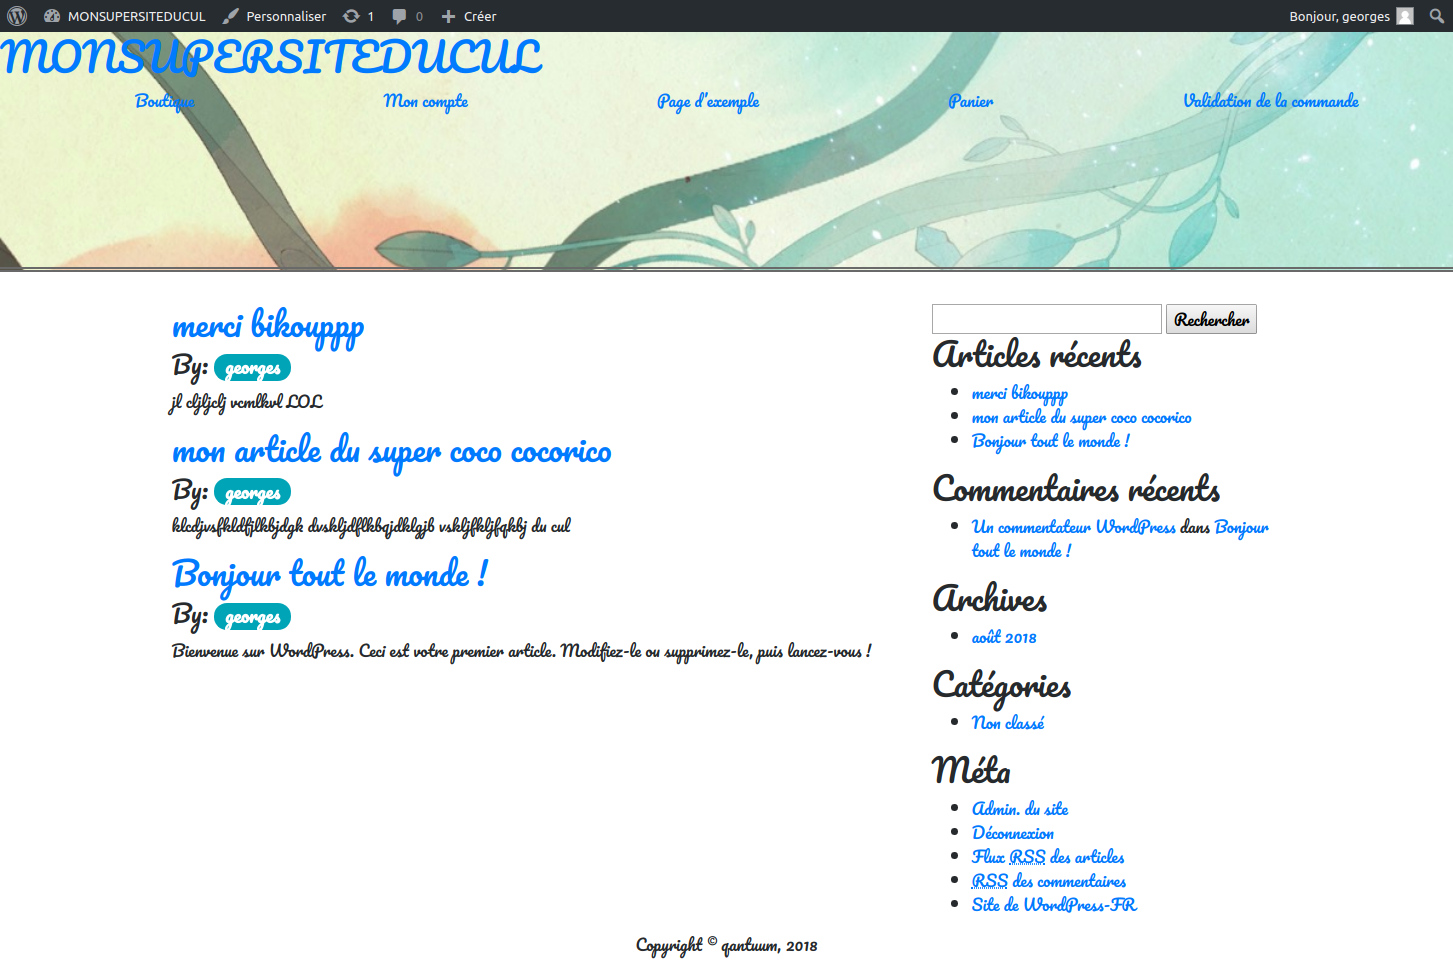 MONSUPERSITEDUCUL Personnaliser 1 0 Créer Bonjour, georges
MONSUPERSITEDUCUL
Boutique Mon compte Page d'exemple Panier Validation de la commande
merci bikouppp
By: georges
jl cljljclj vcmlkvl LOL
mon article du super coco cocorico
By: georges
Bonjour tout le monde !
By: georges
Bienvenue sur WordPress. Ceci est votre premier article. Modifiez-le ou supprimez-le, puis lancez-vous !
Rechercher
Articles récents
merci bikouppp
mon article du super coco cocorico
Bonjour tout le monde !
Commentaires récents
Un commentateur WordPress dans Bonjour
tout le monde !
Archives
août 2018
Catégories
Non classé
Méta
Admin. du site
Déconnexion
Flux RSS des articles
RSS des commentaires
Site de WordPress-FR
Copyright © qantuum, 2018